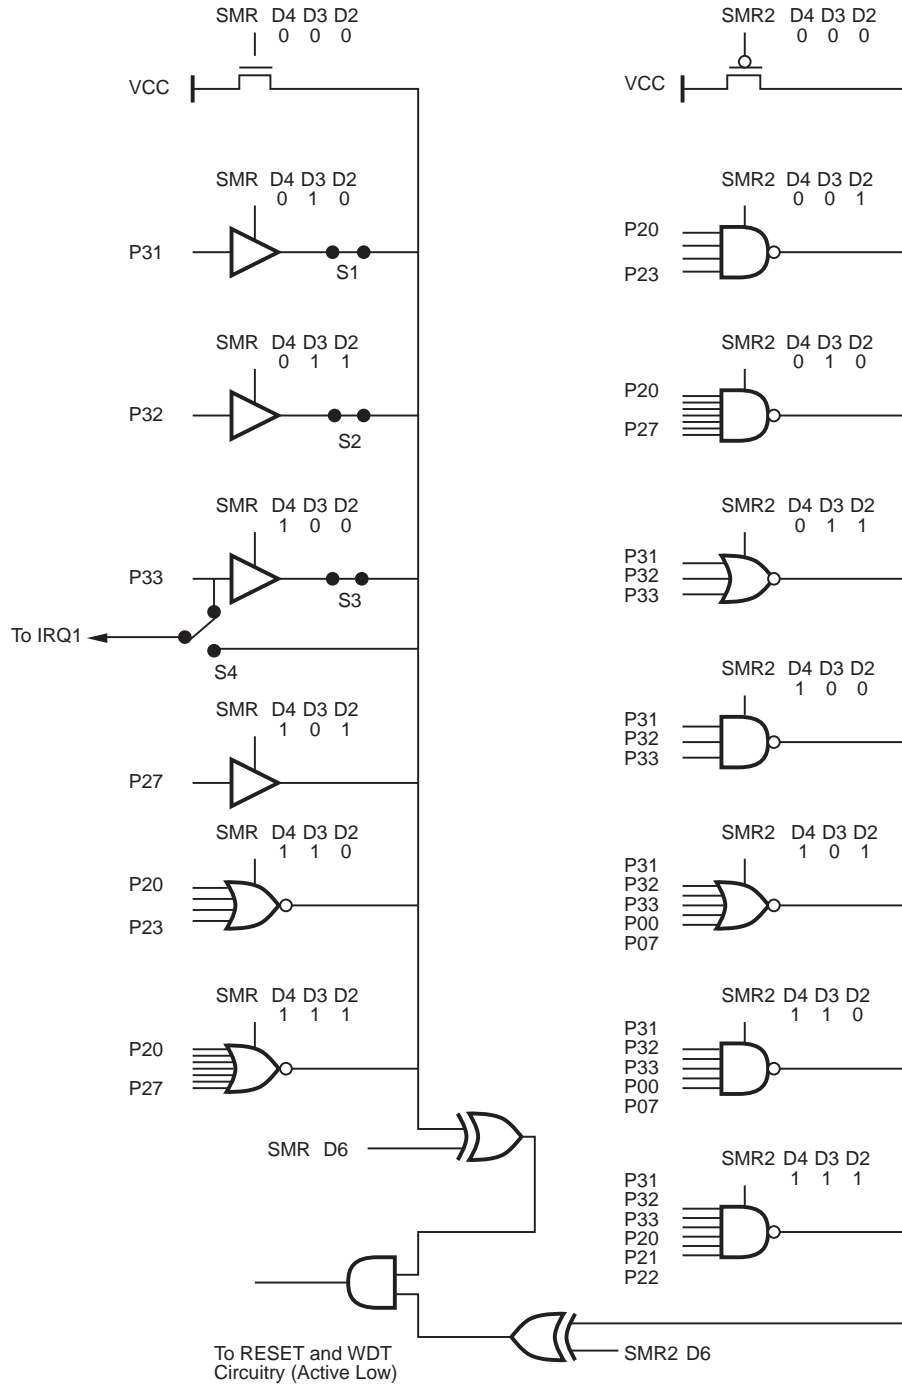 SMR D4 D3 D2
0 0 0
VCC
SMR D4 D3 D2
0 1 0
P31
S1
SMR D4 D3 D2
0 1 1
P32
S2
SMR D4 D3 D2
1 0 0
P33
S3
To IRQ1
S4
SMR D4 D3 D2
1 0 1
P27
SMR D4 D3 D2
1 1 0
P20
P23
SMR D4 D3 D2
1 1 1
P20
P27
SMR D6
To RESET and WDT
Circuitry (Active Low)
SMR2 D4 D3 D2
0 0 0
VCC
SMR2 D4 D3 D2
0 0 1
P20
P23
SMR2 D4 D3 D2
0 1 0
P20
P27
SMR2 D4 D3 D2
0 1 1
P31
P32
P33
SMR2 D4 D3 D2
1 0 0
P31
P32
P33
SMR2 D4 D3 D2
1 0 1
P31
P32
P33
P00
P07
SMR2 D4 D3 D2
1 1 0
P31
P32
P33
P00
P07
SMR2 D4 D3 D2
1 1 1
P31
P32
P33
P20
P21
P22
SMR2 D6